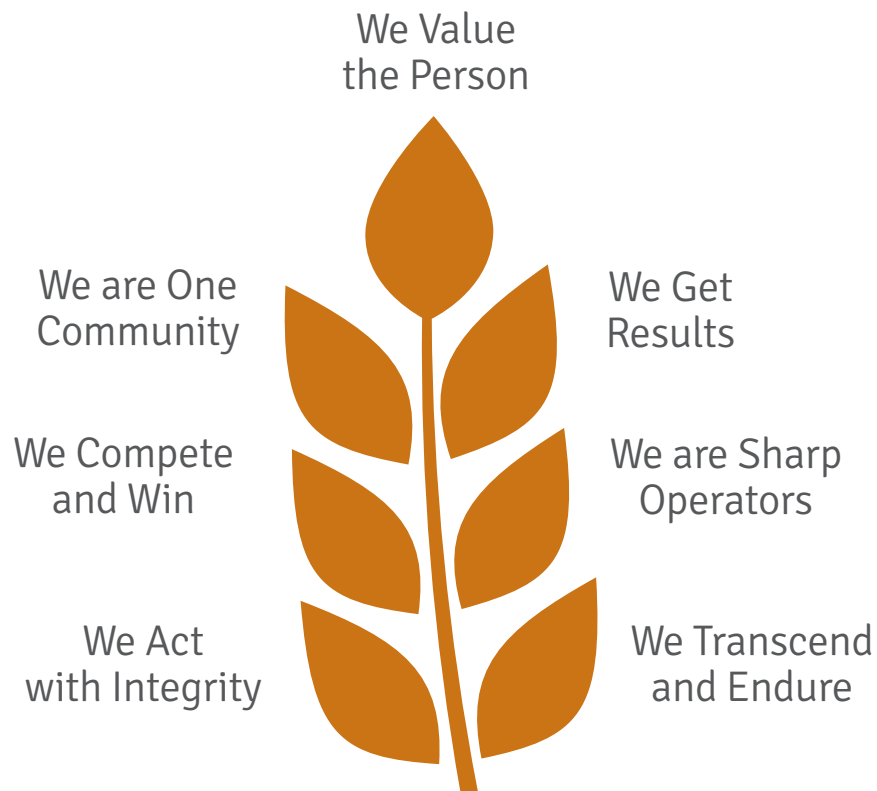 We Value
the Person
We are One
Community
We Get
Results
We Compete
and Win
We are Sharp
Operators
We Act
with Integrity
We Transcend
and Endure